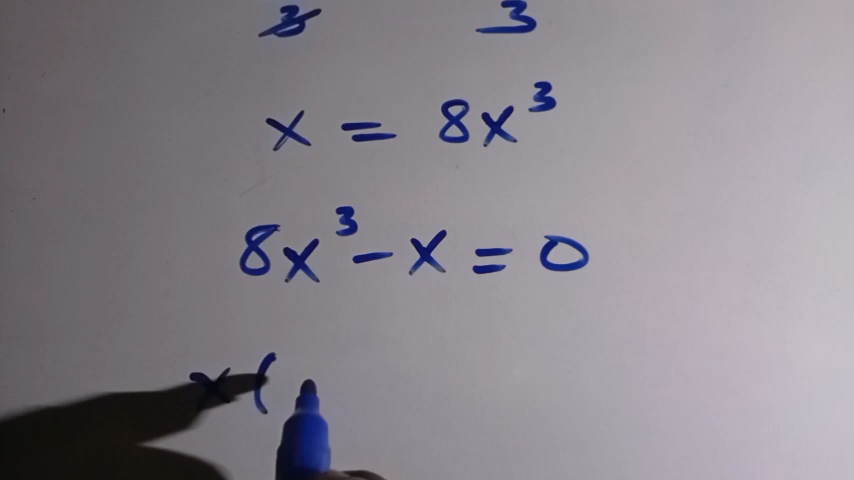 3 3
x = 8x³
8x³ - x = 0
x (